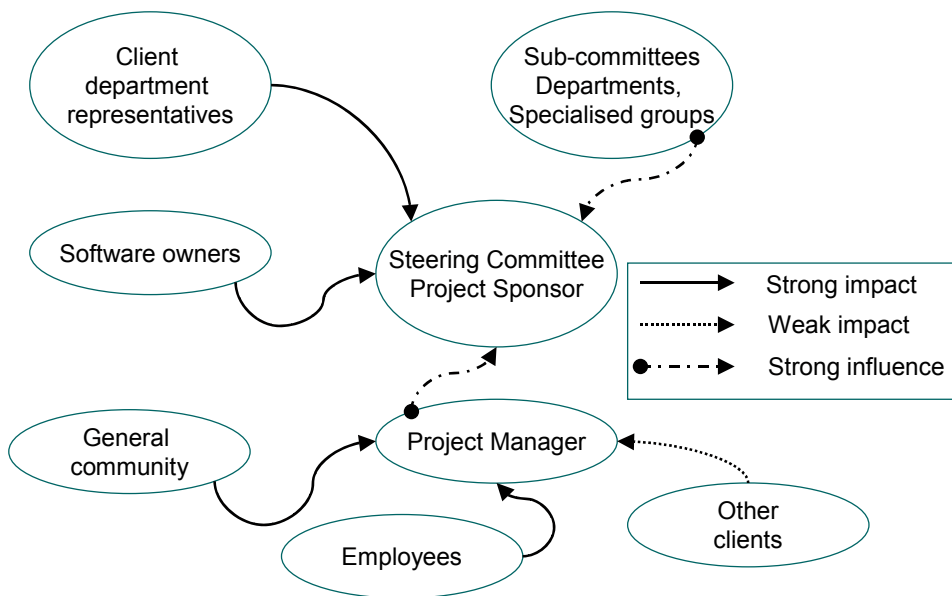 Client
department
representatives
Sub-committees
Departments,
Specialised groups
Software owners
Steering Committee
Project Sponsor
Strong impact
Weak impact
Strong influence
General
community
Project Manager
Other
clients
Employees